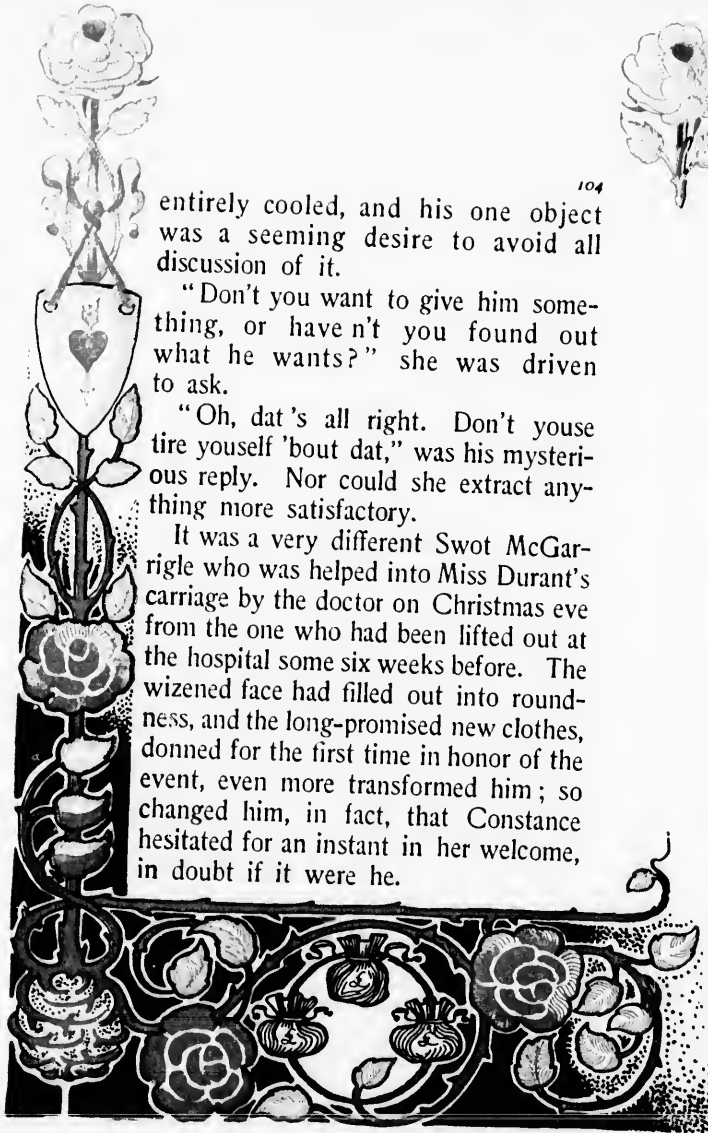 104
entirely cooled, and his one object
was a seeming desire to avoid all
discussion of it.
"Don't you want to give him some-
thing, or have n't you found out
what he wants?" she was driven
to ask.
"Oh, dat 's all right. Don't youse
tire youself 'bout dat," was his mysteri-
ous reply. Nor could she extract any-
thing more satisfactory.
It was a very different Swot McGar-
rigle who was helped into Miss Durant's
carriage by the doctor on Christmas eve
from the one who had been lifted out at
the hospital some six weeks before. The
wizened face had filled out into round-
ness, and the long-promised new clothes,
donned for the first time in honor of the
event, even more transformed him; so
changed him, in fact, that Constance
hesitated for an instant in her welcome,
in doubt if it were he.